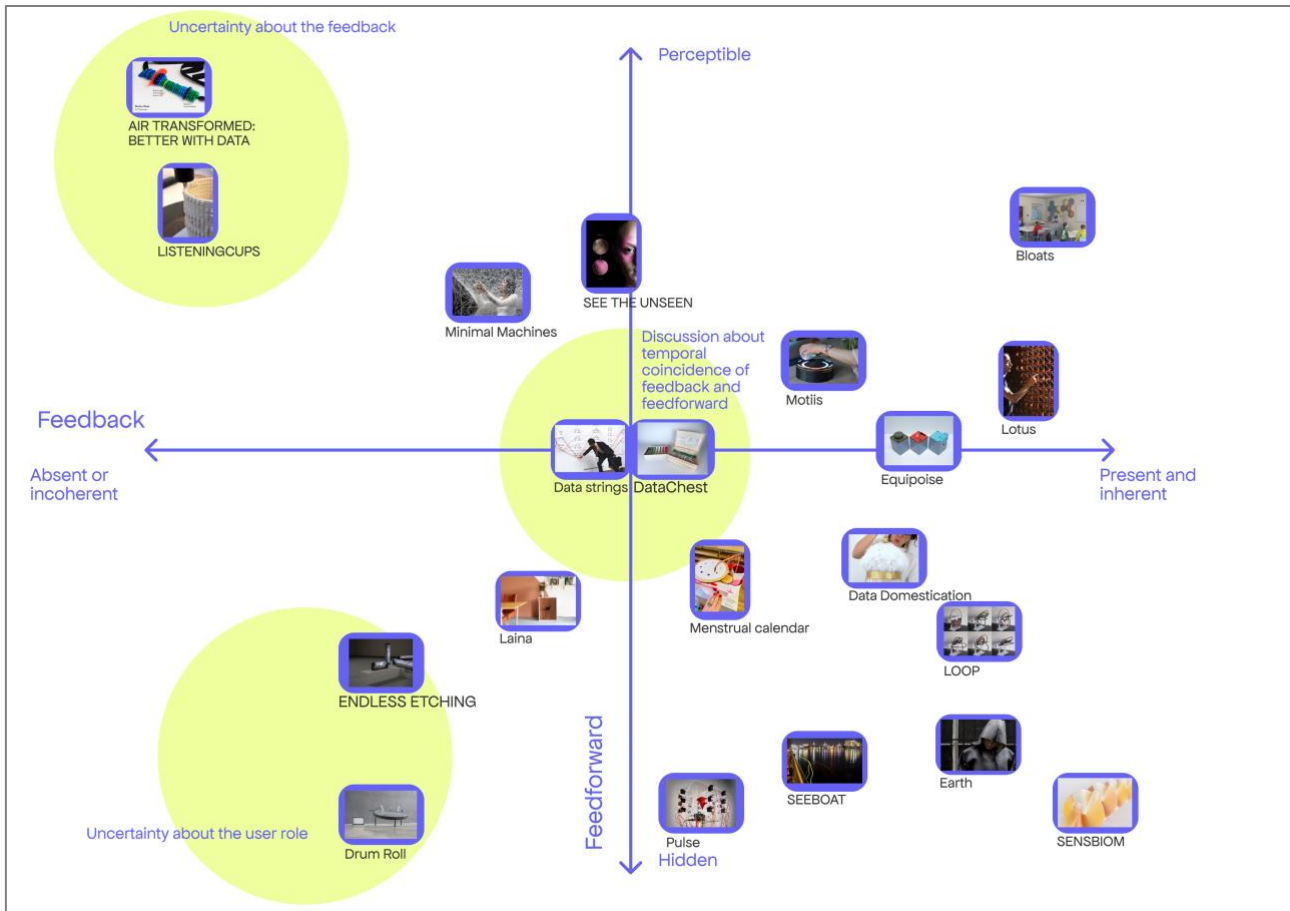 Uncertainty about the feedback
Perceptible
AIR TRANSFORMED:
BETTER WITH DATA
LISTENINGCUPS
Bloats
SEE THE UNSEEN
Minimal Machines
Discussion about
temporal
coincidence of
feedback and
feedforward
Motiis
Lotus
Feedback
Absent or
incoherent
Data strings
DataChest
Equipoise
Present and
inherent
Data Domestication
Laina
Menstrual calendar
LOOP
ENDLESS ETCHING
Feedforward
SEEBOAT
Earth
Uncertainty about the user role
Drum Roll
Pulse
Hidden
SENSBIOM